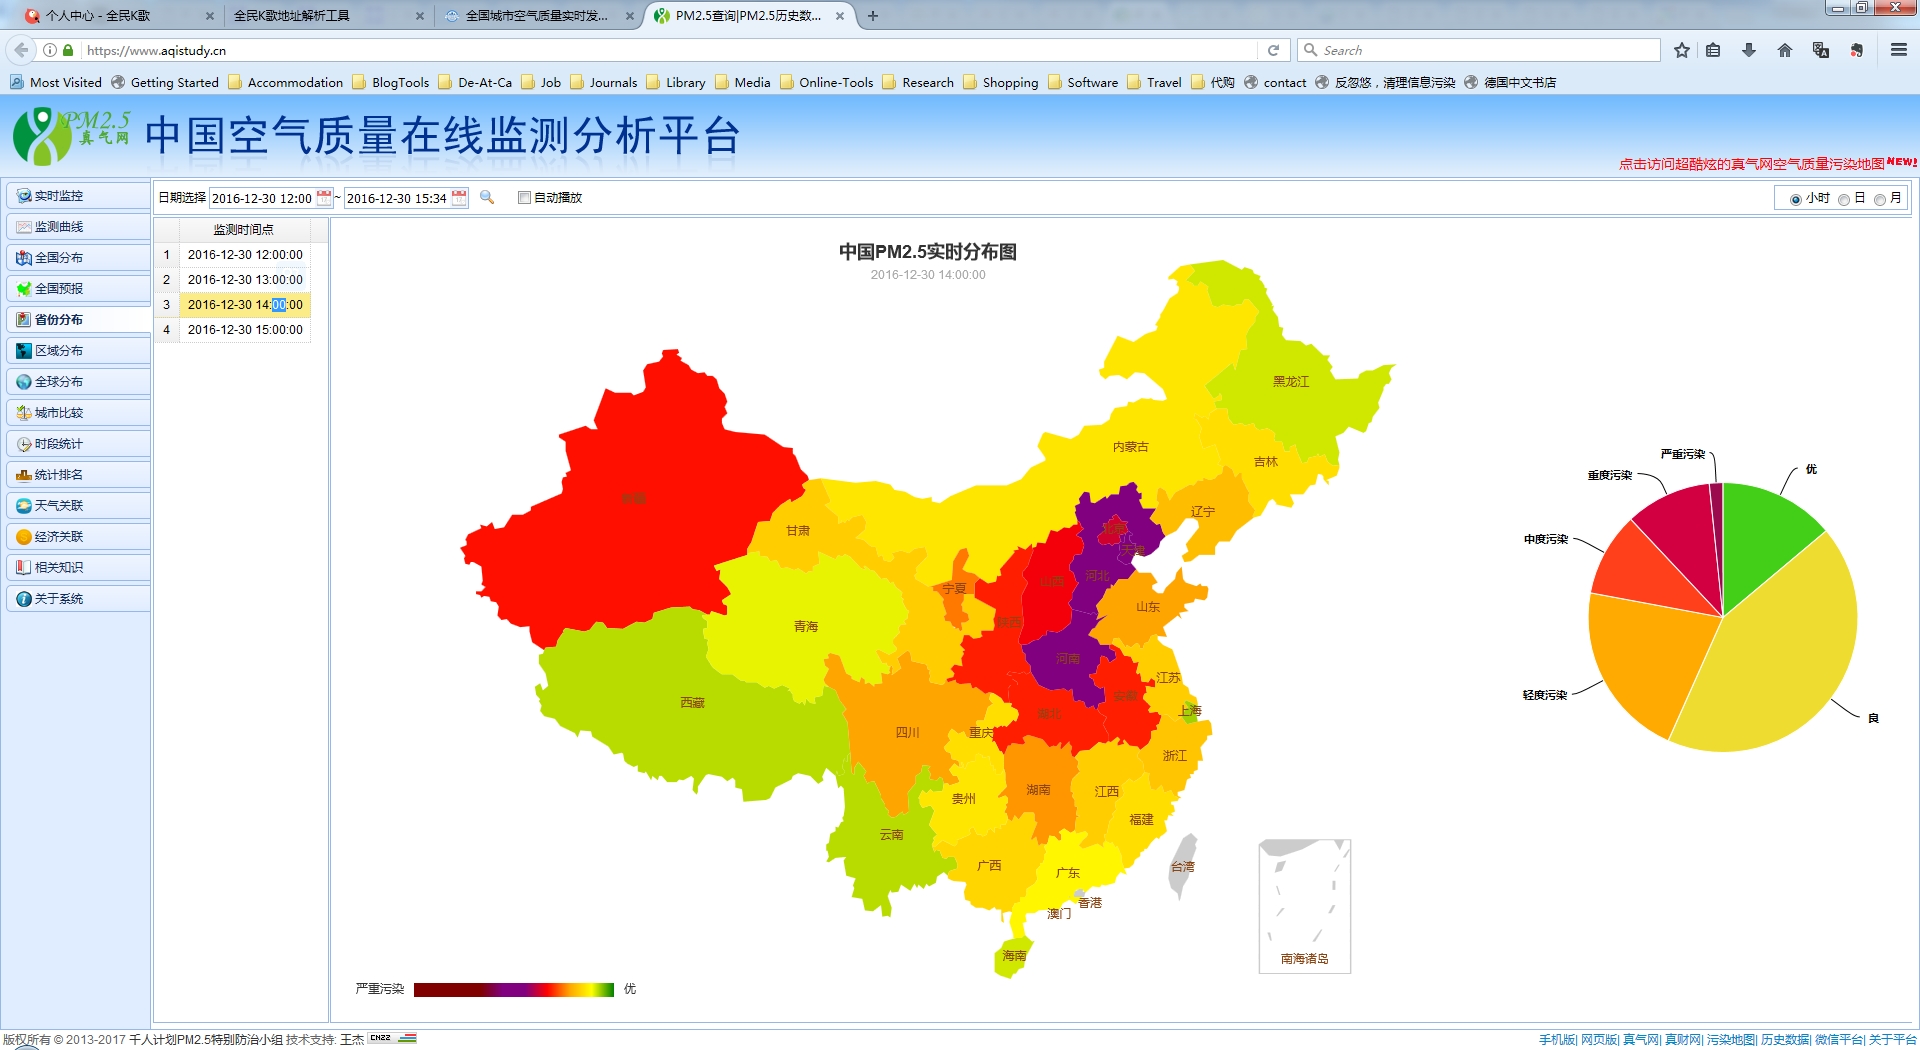 个人中心 - 全民K歌
全民K歌地址解析工具
全国城市空气质量实时发...
PM2.5查询|PM2.5历史数...
https://www.aqistudy.cn
Search
Most Visited
Getting Started
Accommodation
BlogTools
De-At-Ca
Job
Journals
Library
Media
Online-Tools
Research
Shopping
Software
Travel
代购
contact
反忽悠，清理信息污染
德国中文书店
PM2.5
真气网
中国空气质量在线监测分析平台
点击访问超酷炫的真气网空气质量污染地图NEW!
实时监控
监测曲线
全国分布
全国预报
省份分布
区域分布
全球分布
城市比较
时段统计
统计排名
天气关联
经济关联
相关知识
关于系统
日期选择 2016-12-30 12:00 ~ 2016-12-30 15:34
自动播放
小时 日 月
监测时间点
1 2016-12-30 12:00:00
2 2016-12-30 13:00:00
3 2016-12-30 14:00:00
4 2016-12-30 15:00:00
中国PM2.5实时分布图
2016-12-30 14:00:00
黑龙江
内蒙古
吉林
新疆
辽宁
甘肃
北京
天津
河北
山西
宁夏
山东
陕西
青海
河南
江苏
安徽
西藏
上海
湖北
四川
重庆
浙江
湖南
江西
贵州
福建
云南
广西
台湾
广东
香港
澳门
海南
南海诸岛
严重污染
优
严重污染
优
重度污染
中度污染
轻度污染
良
版权所有 © 2013-2017 千人计划PM2.5特别防治小组 技术支持: 王杰 CNZZ
手机版| 网页版| 真气网| 真财网| 污染地图| 历史数据| 微信平台| 关于平台